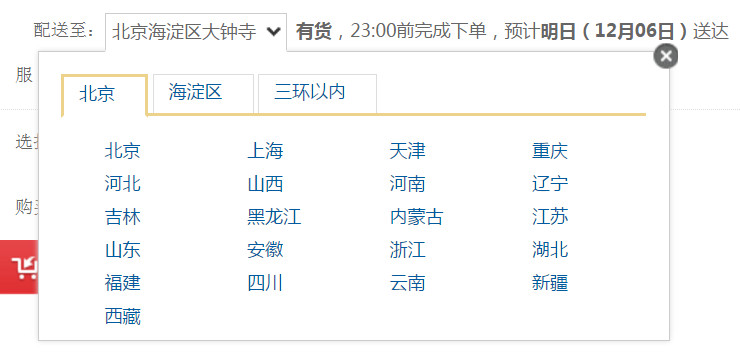 配送至： 北京海淀区大钟寺 有货，23:00前完成下单，预计明日（12月06日）送达
服
北京 海淀区 三环以内
北京 上海 天津 重庆
选
河北 山西 河南 辽宁
购
吉林 黑龙江 内蒙古 江苏
山东 安徽 浙江 湖北
福建 四川 云南 新疆
西藏